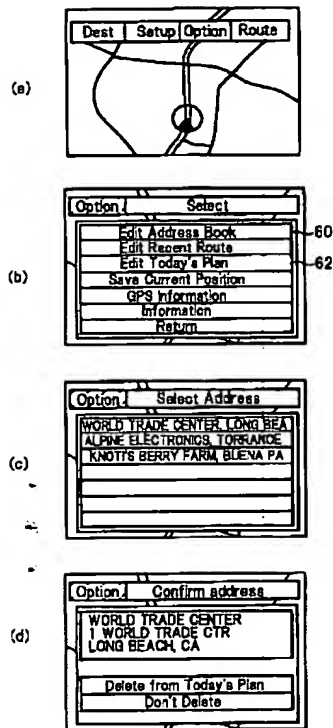 (a)
Dest Setup Option Route
(b)
Option Select
Edit Address Book 60
Edit Recent Route
Edit Today's Plan 62
Save Current Position
GPS Information
Information
Return
(c)
Option Select Address
WORLD TRADE CENTER, LONG BEA
ALPINE ELECTRONICS, TORRANCE
KNOTT'S BERRY FARM, BUENA PA
(d)
Option Confirm address
WORLD TRADE CENTER
1 WORLD TRADE CTR
LONG BEACH, CA
Delete from Today's Plan
Don't Delete